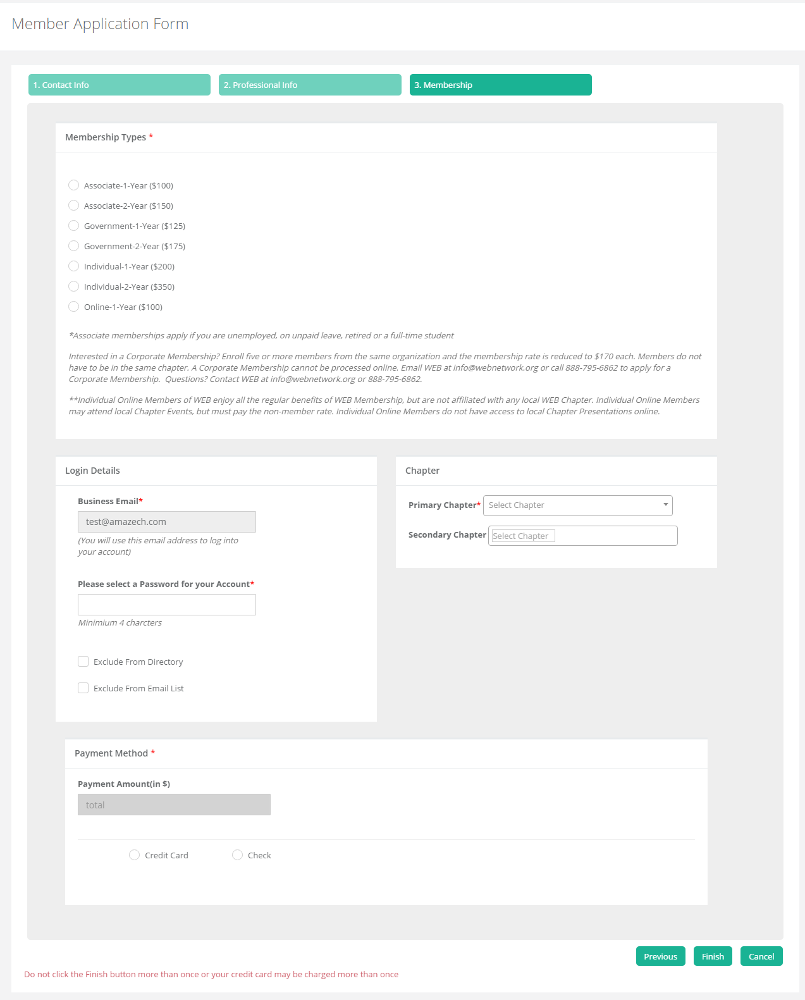 Member Application Form
1. Contact Info
2. Professional Info
3. Membership
Membership Types *
Associate-1-Year ($100)
Associate-2-Year ($150)
Government-1-Year ($125)
Government-2-Year ($175)
Individual-1-Year ($200)
Individual-2-Year ($350)
Online-1-Year ($100)
*Associate memberships apply if you are unemployed, on unpaid leave, retired or a full-time student
Interested in a Corporate Membership? Enroll five or more members from the same organization and the membership rate is reduced to $170 each. Members do not
have to be in the same chapter. A Corporate Membership cannot be processed online. Email WEB at info@webnetwork.org or call 888-795-6862 to apply for a
Corporate Membership.  Questions? Contact WEB at info@webnetwork.org or 888-795-6862.
**Individual Online Members of WEB enjoy all the regular benefits of WEB Membership, but are not affiliated with any local WEB Chapter. Individual Online Members
may attend local Chapter Events, but must pay the non-member rate. Individual Online Members do not have access to local Chapter Presentations online.
Login Details
Business Email*
test@amazech.com
(You will use this email address to log into
your account)
Please select a Password for your Account*
Minimium 4 charcters
Exclude From Directory
Exclude From Email List
Chapter
Primary Chapter* Select Chapter
Secondary Chapter Select Chapter
Payment Method *
Payment Amount(in $)
total
Credit Card
Check
Previous
Finish
Cancel
Do not click the Finish button more than once or your credit card may be charged more than once